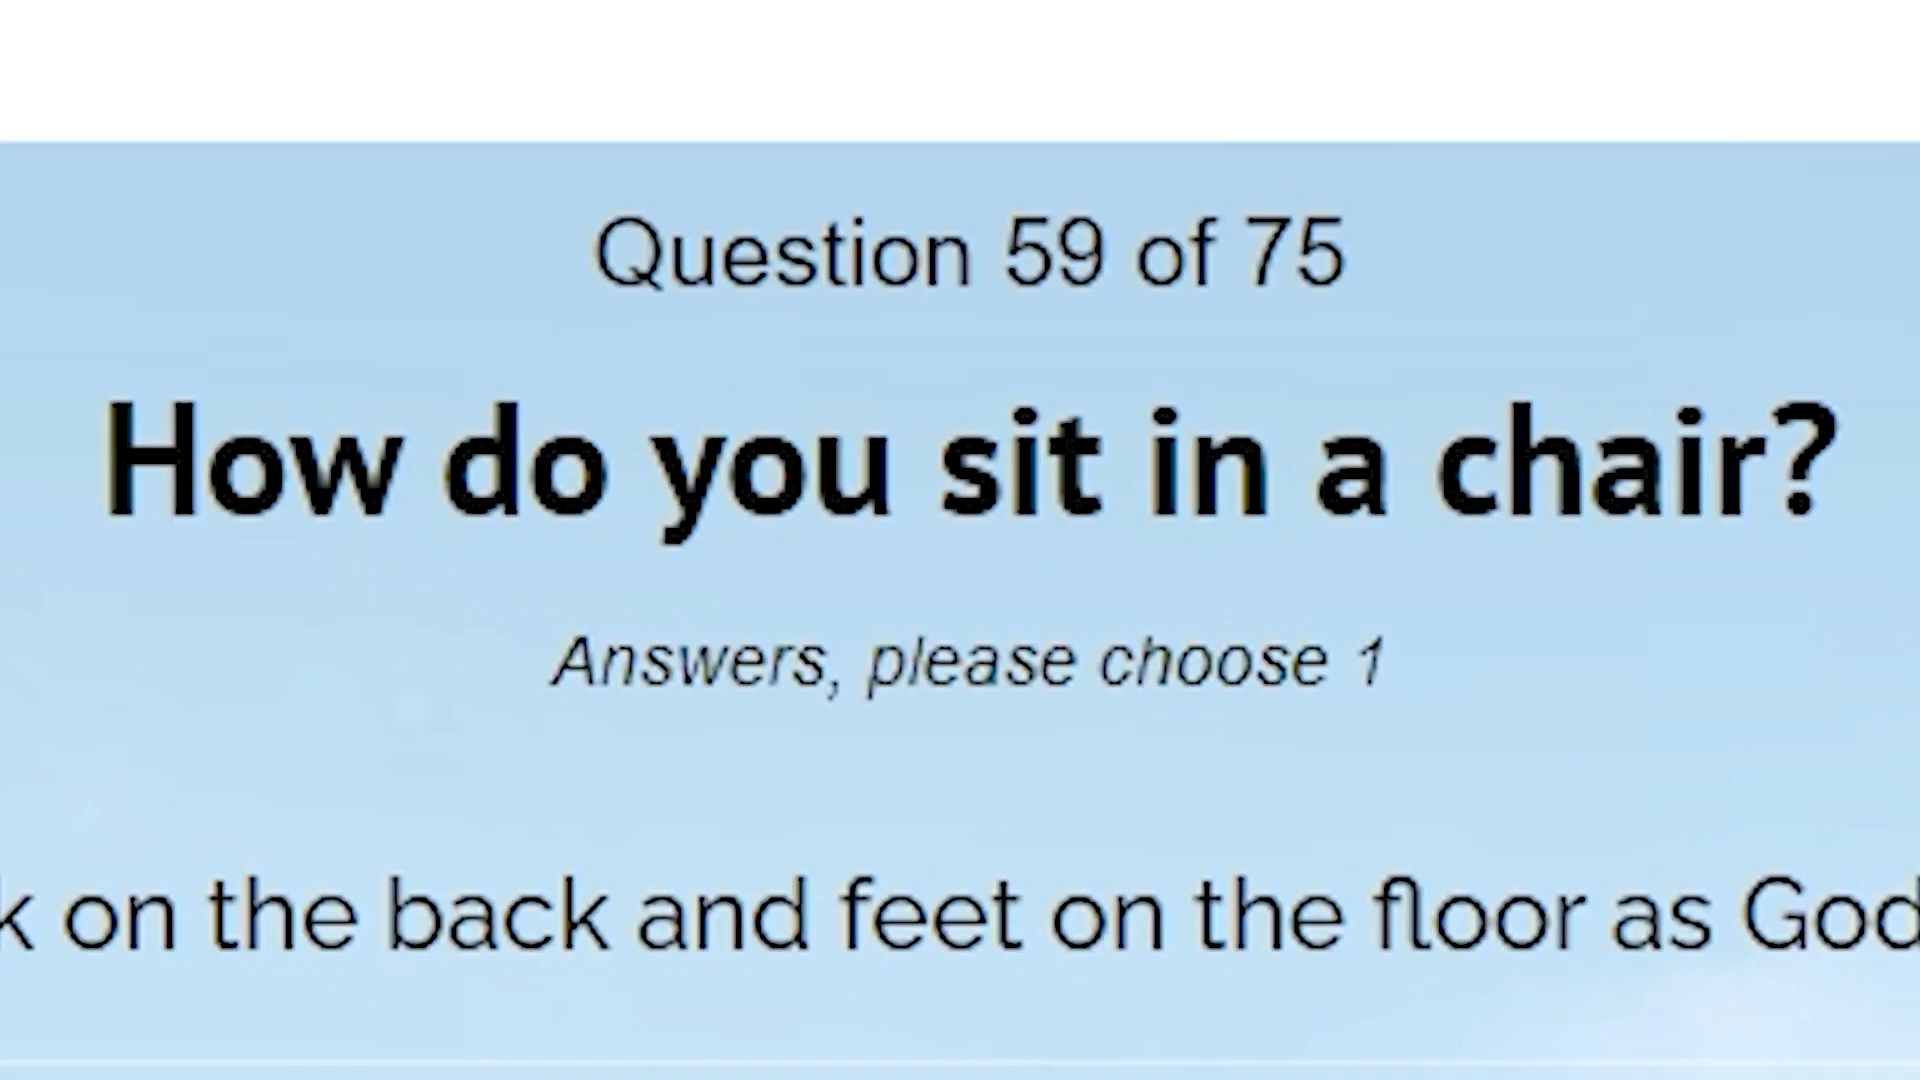 Question 59 of 75
How do you sit in a chair?
Answers, please choose 1
on the back and feet on the floor as God